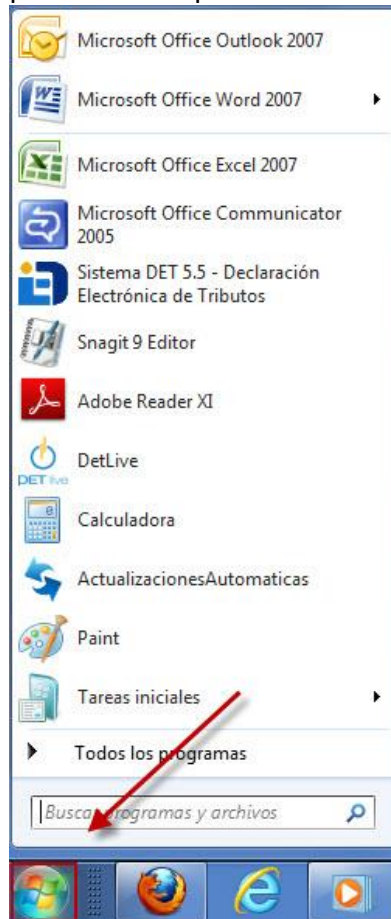 Microsoft Office Outlook 2007
Microsoft Office Word 2007
Microsoft Office Excel 2007
Microsoft Office Communicator
2005
Sistema DET 5.5 - Declaración
Electrónica de Tributos
Snagit 9 Editor
Adobe Reader XI
DET live
DetLive
Calculadora
ActualizacionesAutomaticas
Paint
Tareas iniciales
Todos los programas
Buscar programas y archivos